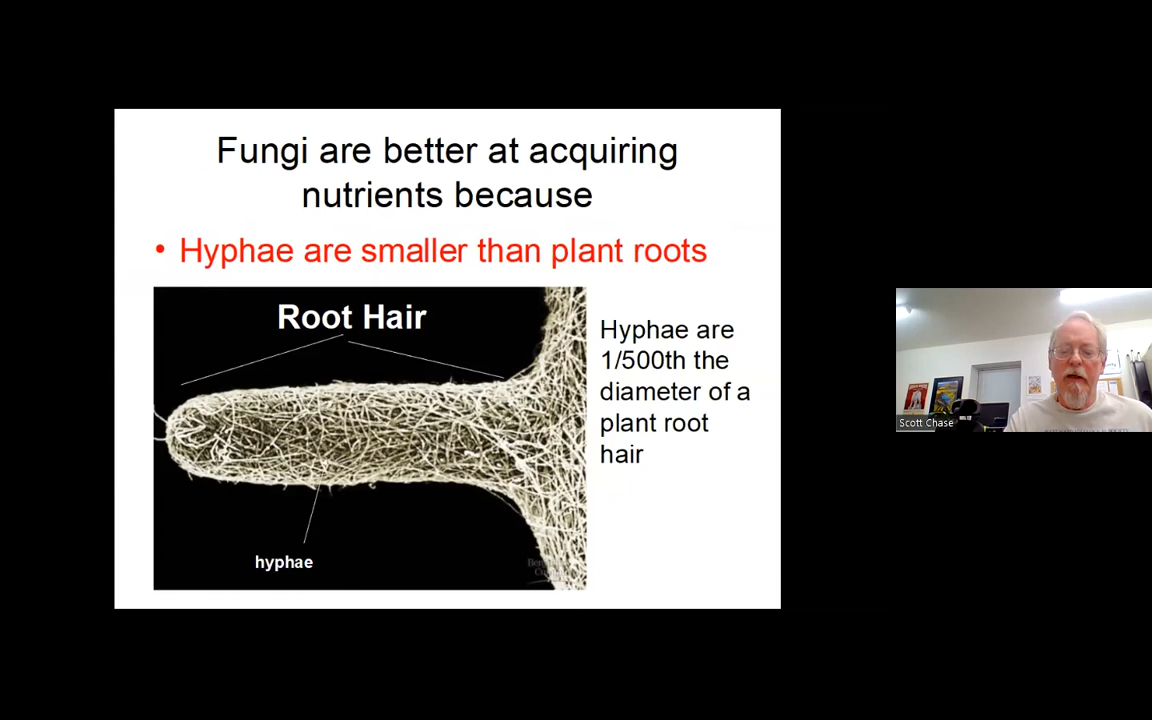 Fungi are better at acquiring
nutrients because
• Hyphae are smaller than plant roots
Root Hair
Hyphae are
1/500th the
diameter of a
plant root
hair
hyphae
Scott Chase